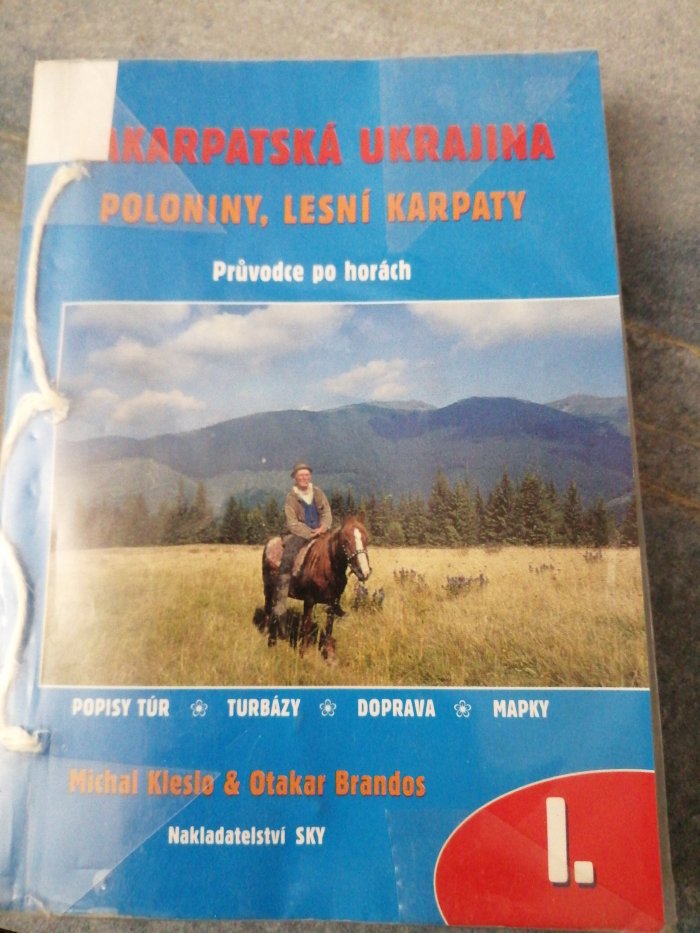 AKARPATSKÁ UKRAJINA
POLONINY, LESNÍ KARPATY
Průvodce po horách
POPISY TÚR ❀ TURBÁZY ❀ DOPRAVA ❀ MAPKY
Michal Kleslo & Otakar Brandos
Nakladatelství SKY
I.